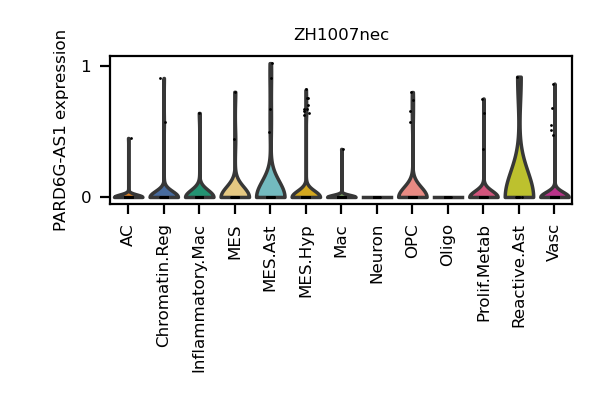 ZH1007nec
PARD6G-AS1 expression
1
0
AC
Chromatin.Reg
Inflammatory.Mac
MES
MES.Ast
MES.Hyp
Mac
Neuron
OPC
Oligo
Prolif.Metab
Reactive.Ast
Vasc